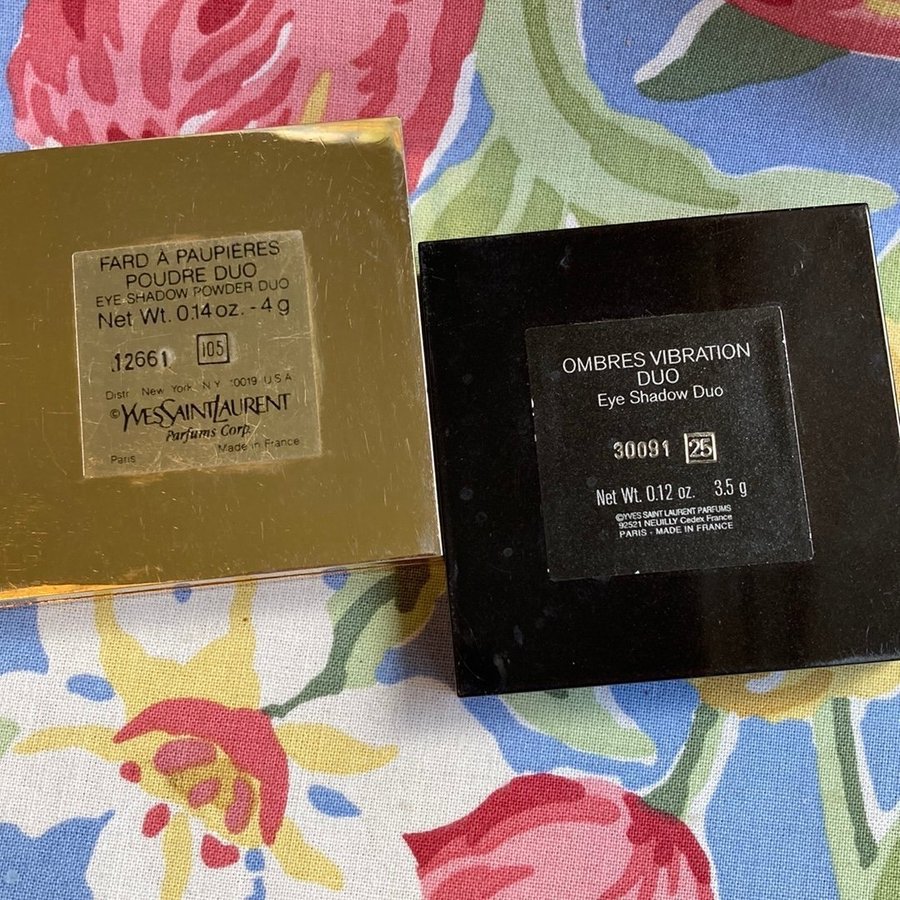 FARD À PAUPIÈRES
POUDRE DUO
EYE SHADOW POWDER DUO
Net Wt. 0.14 oz. - 4 g
12661 105
Distr. New York, N.Y. 10019 U.S.A.
©YVESSAINTLAURENT
Parfums Corp.
Paris Made in France
OMBRES VIBRATION
DUO
Eye Shadow Duo
30091 25
Net Wt. 0.12 oz. 3.5 g
©YVES SAINT LAURENT PARFUMS
92521 NEUILLY Cedex France
PARIS - MADE IN FRANCE